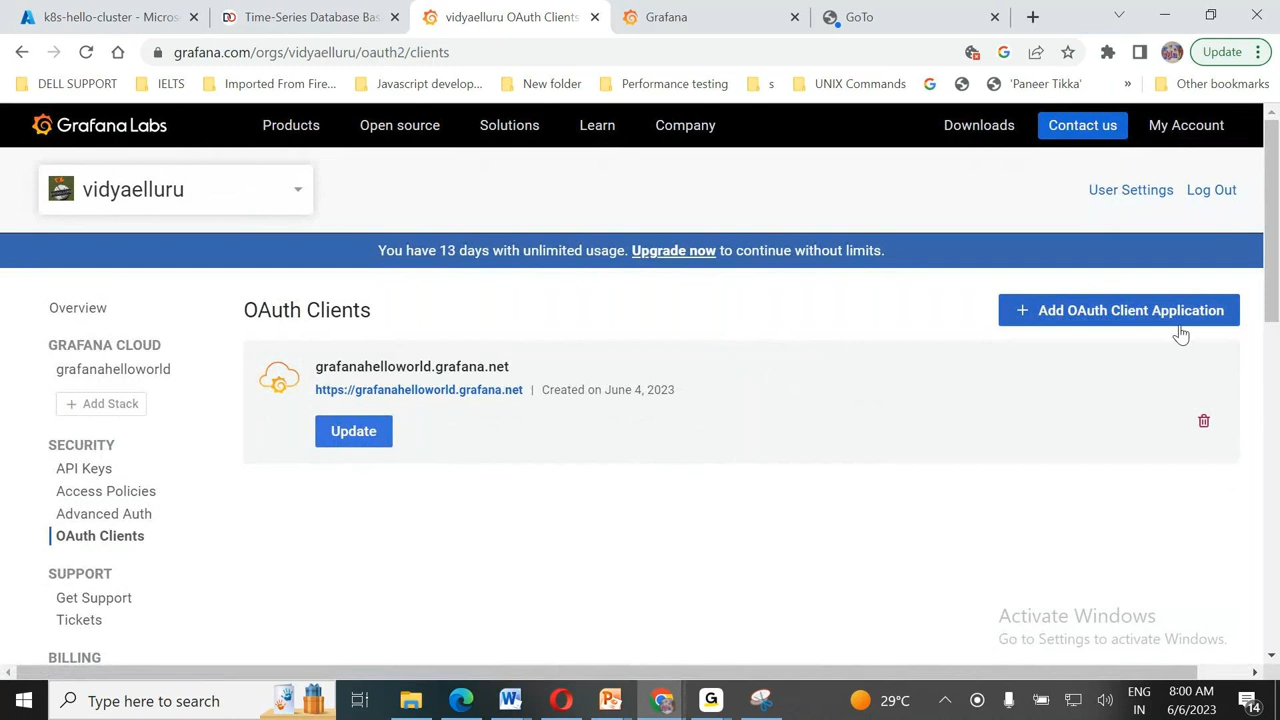 k8s-hello-cluster - Micros
Time-Series Database Bas
vidyaelluru OAuth Clients
Grafana
GoTo
grafana.com/orgs/vidyaelluru/oauth2/clients
Update
DELL SUPPORT
IELTS
Imported From Fire...
Javascript develop...
New folder
Performance testing
s
UNIX Commands
'Paneer Tikka'
»
Other bookmarks
Grafana Labs
Products
Open source
Solutions
Learn
Company
Downloads
Contact us
My Account
vidyaelluru
User Settings
Log Out
You have 13 days with unlimited usage. Upgrade now to continue without limits.
Overview
OAuth Clients
+ Add OAuth Client Application
GRAFANA CLOUD
grafanahelloworld
+ Add Stack
grafanahelloworld.grafana.net
https://grafanahelloworld.grafana.net | Created on June 4, 2023
Update
SECURITY
API Keys
Access Policies
Advanced Auth
OAuth Clients
SUPPORT
Get Support
Tickets
BILLING
Activate Windows
Go to Settings to activate Windows.
Type here to search
29°C
ENG
IN
8:00 AM
6/6/2023
14